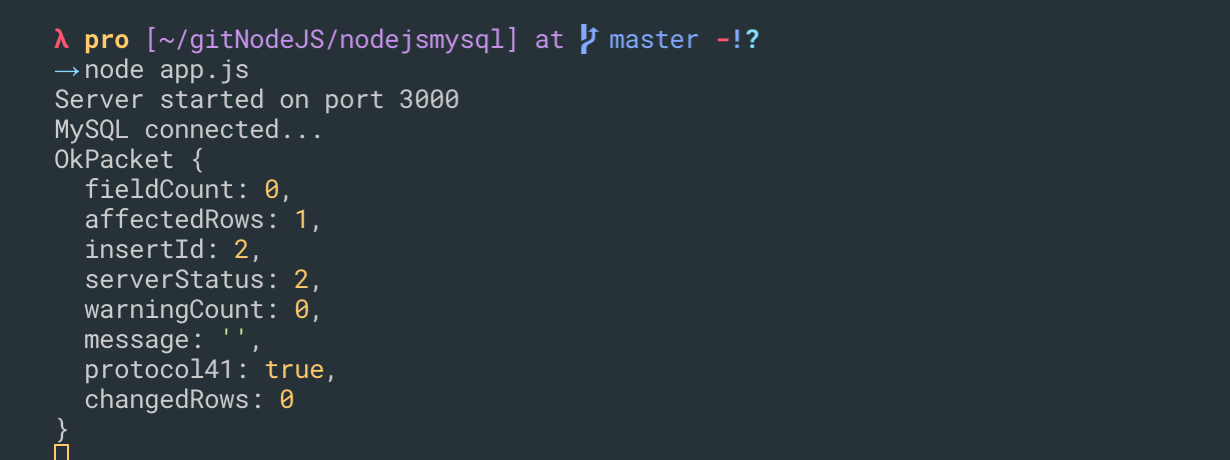 λ pro [~/gitNodeJS/nodejsmysql] at master -!?
→node app.js
Server started on port 3000
MySQL connected...
OkPacket {
  fieldCount: 0,
  affectedRows: 1,
  insertId: 2,
  serverStatus: 2,
  warningCount: 0,
  message: '',
  protocol41: true,
  changedRows: 0
}